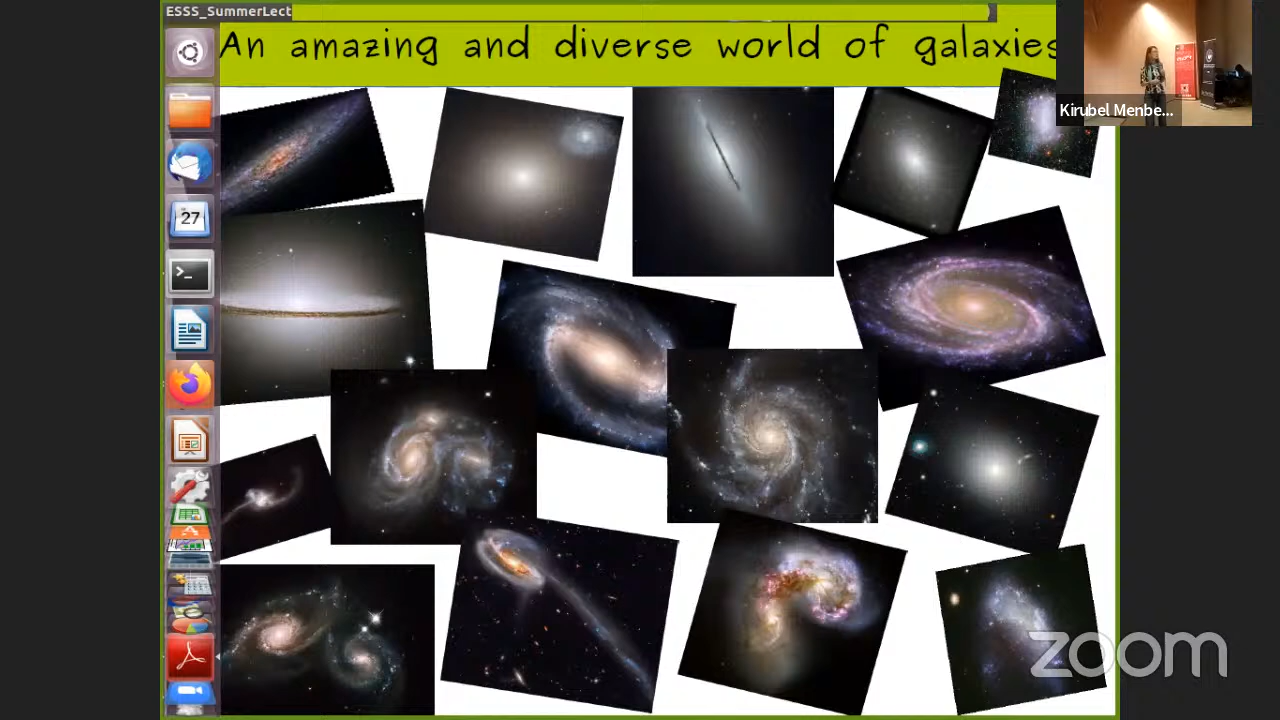 ESSS_SummerLect
An amazing and diverse world of galaxies
Kirubel Menbe...
27
zoom